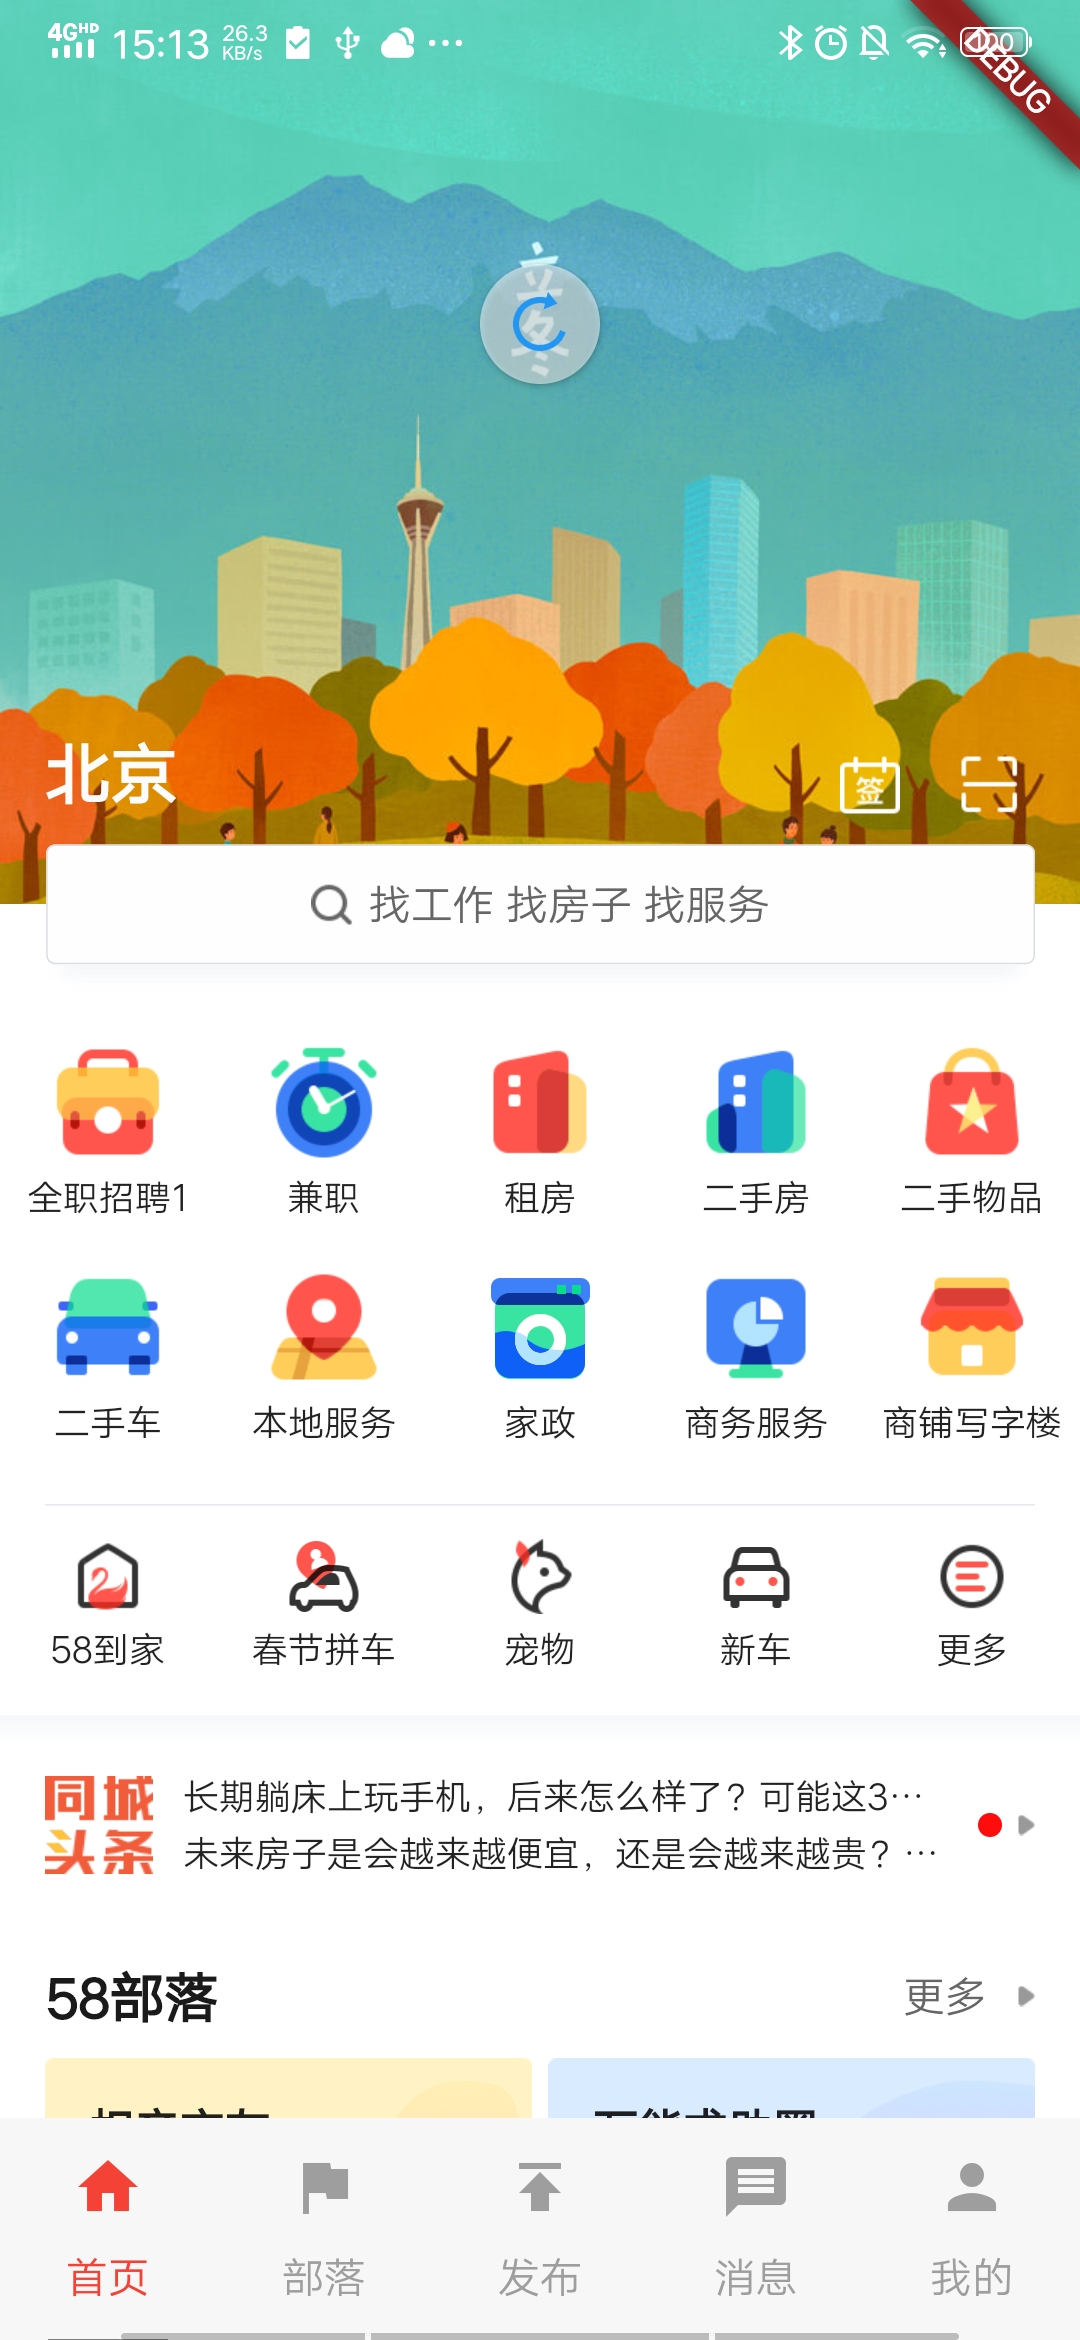 4G HD 15:13 26.3 KB/s 100
DEBUG
立冬
北京
签
找工作 找房子 找服务
全职招聘1 兼职 租房 二手房 二手物品
二手车 本地服务 家政 商务服务 商铺写字楼
58到家 春节拼车 宠物 新车 更多
同城
头条
长期躺床上玩手机，后来怎么样了？可能这3…
未来房子是会越来越便宜，还是会越来越贵？…
58部落 更多
首页 部落 发布 消息 我的